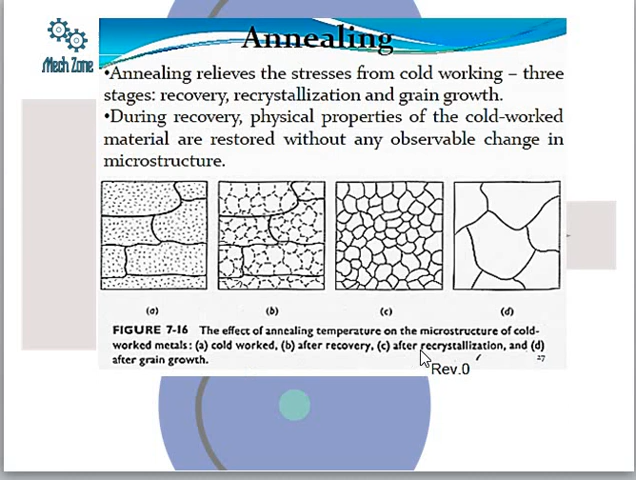 Annealing
Mech Zone
•Annealing relieves the stresses from cold working – three
stages: recovery, recrystallization and grain growth.
•During recovery, physical properties of the cold-worked
material are restored without any observable change in
microstructure.
(a) (b) (c) (d)
FIGURE 7-16 The effect of annealing temperature on the microstructure of cold-
worked metals: (a) cold worked, (b) after recovery, (c) after recrystallization, and (d)
after grain growth.
27
Rev.0